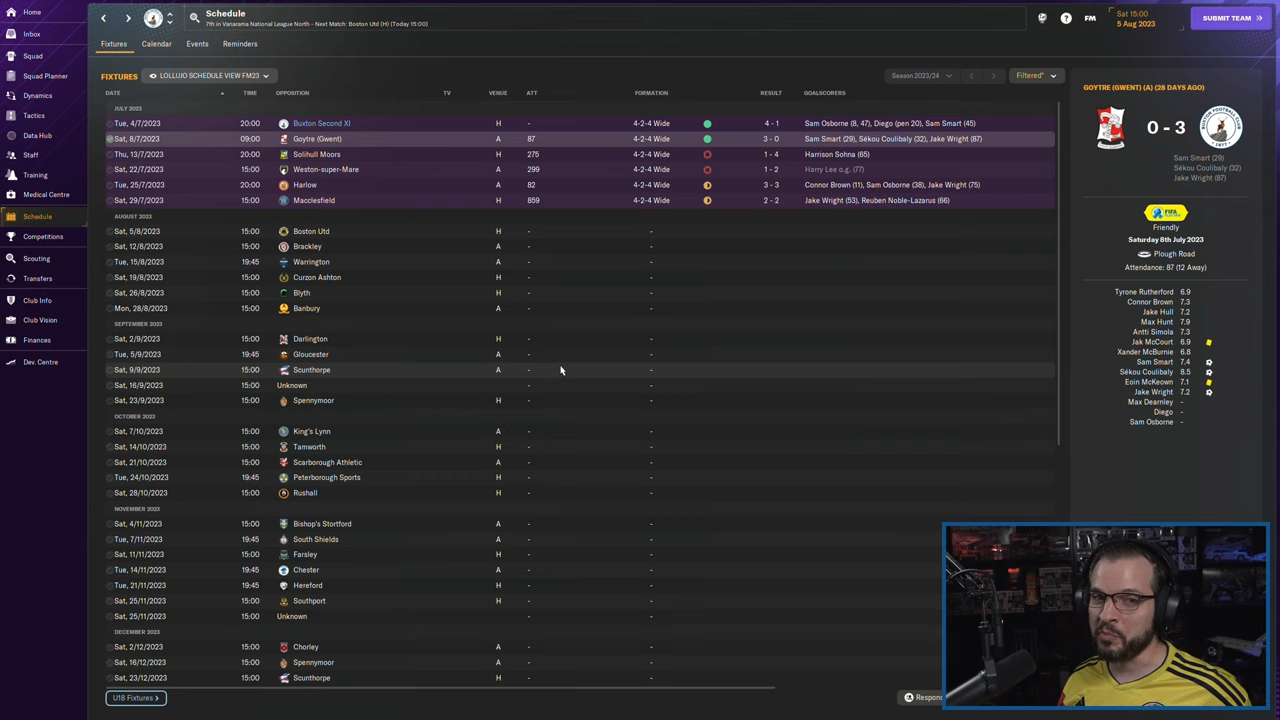 Home
Inbox
Squad
Squad Planner
Dynamics
Tactics
Data Hub
Staff
Training
Medical Centre
Schedule
Competitions
Scouting
Transfers
Club Info
Club Vision
Finances
Dev. Centre
Schedule
7th in Vanarama National League North - Next Match: Boston Utd (H) (Today 15:00)
FM
Sat 15:00
5 Aug 2023
SUBMIT TEAM
Fixtures Calendar Events Reminders
FIXTURES LOLLUJO SCHEDULE VIEW FM23 Season 2023/24 Filtered*
DATE TIME OPPOSITION TV VENUE ATT FORMATION RESULT GOALSCORERS
JULY 2023
Tue, 4/7/2023 20:00 Buxton Second XI H 4-2-4 Wide 4 - 1 Sam Osborne (8, 47), Diego (pen 20), Sam Smart (45)
Sat, 8/7/2023 09:00 Goytre (Gwent) A 87 4-2-4 Wide 3 - 0 Sam Smart (29), Sékou Coulibaly (32), Jake Wright (87)
Thu, 13/7/2023 20:00 Solihull Moors H 275 4-2-4 Wide 1 - 4 Harrison Sohna (65)
Sat, 22/7/2023 15:00 Weston-super-Mare A 299 4-2-4 Wide 1 - 2 Harry Lee o.g. (77)
Tue, 25/7/2023 20:00 Harlow A 82 4-2-4 Wide 3 - 3 Connor Brown (11), Sam Osborne (38), Jake Wright (75)
Sat, 29/7/2023 15:00 Macclesfield H 859 4-2-4 Wide 2 - 2 Jake Wright (53), Reuben Noble-Lazarus (66)
AUGUST 2023
Sat, 5/8/2023 15:00 Boston Utd H - -
Sat, 12/8/2023 15:00 Brackley A - -
Tue, 15/8/2023 19:45 Warrington A - -
Sat, 19/8/2023 15:00 Curzon Ashton H - -
Sat, 26/8/2023 15:00 Blyth H - -
Mon, 28/8/2023 15:00 Banbury A - -
SEPTEMBER 2023
Sat, 2/9/2023 15:00 Darlington H - -
Tue, 5/9/2023 19:45 Gloucester A - -
Sat, 9/9/2023 15:00 Scunthorpe A - -
Sat, 16/9/2023 15:00 Unknown - -
Sat, 23/9/2023 15:00 Spennymoor H - -
OCTOBER 2023
Sat, 7/10/2023 15:00 King's Lynn A - -
Sat, 14/10/2023 15:00 Tamworth H - -
Sat, 21/10/2023 15:00 Scarborough Athletic A - -
Tue, 24/10/2023 19:45 Peterborough Sports H - -
Sat, 28/10/2023 15:00 Rushall H - -
NOVEMBER 2023
Sat, 4/11/2023 15:00 Bishop's Stortford A - -
Tue, 7/11/2023 19:45 South Shields A - -
Sat, 11/11/2023 15:00 Farsley H - -
Tue, 14/11/2023 19:45 Chester A - -
Tue, 21/11/2023 19:45 Hereford H - -
Sat, 25/11/2023 15:00 Southport H - -
Sat, 25/11/2023 15:00 Unknown - -
DECEMBER 2023
Sat, 2/12/2023 15:00 Chorley A - -
Sat, 16/12/2023 15:00 Spennymoor A - -
Sat, 23/12/2023 15:00 Scunthorpe H - -
U18 Fixtures >
Respon
GOYTRE (GWENT) (A) (28 DAYS AGO)
0 - 3
Sam Smart (29)
Sékou Coulibaly (32)
Jake Wright (87)
FIFA
Friendly
Saturday 8th July 2023
Plough Road
Attendance: 87 (12 Away)
Tyrone Rutherford 6.9
Connor Brown 7.3
Jake Hull 7.2
Max Hunt 7.9
Antti Simola 7.3
Jak McCourt 6.9
Xander McBurnie 6.8
Sam Smart 7.4
Sékou Coulibaly 8.5
Eoin McKeown 7.1
Jake Wright 7.2
Max Dearnley -
Diego -
Sam Osborne -